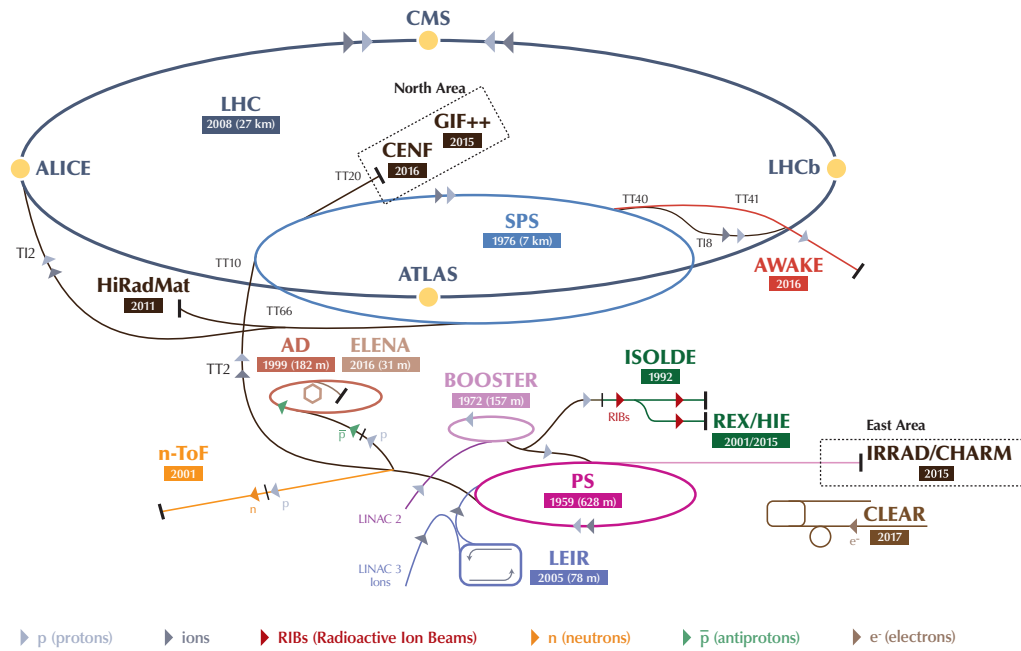 CMS
North Area
LHC
2008 (27 km)
GIF++
2015
CENF
2016
TT20
ALICE
LHCb
TT40
TT41
SPS
1976 (7 km)
TI8
TI2
TT10
AWAKE
2016
ATLAS
HiRadMat
2011
TT66
AD
1999 (182 m)
ELENA
2016 (31 m)
TT2
ISOLDE
1992
BOOSTER
1972 (157 m)
RIBs
REX/HIE
2001/2015
East Area
p̅
p
IRRAD/CHARM
2015
n-ToF
2001
PS
1959 (628 m)
n
p
LINAC 2
CLEAR
2017
e-
LEIR
2005 (78 m)
LINAC 3
Ions
p (protons)
ions
RIBs (Radioactive Ion Beams)
n (neutrons)
p̅ (antiprotons)
e- (electrons)